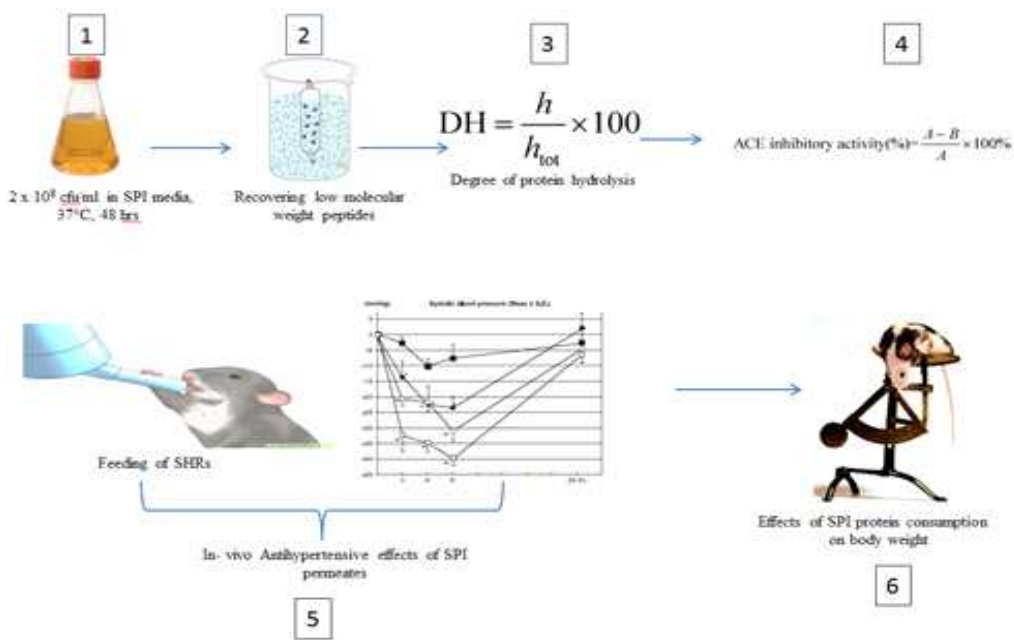 1
2
3
4
DH = h / h_tot × 100
Degree of protein hydrolysis
ACE inhibitory activity(%)= A − B / A ×100%
2 x 10⁸ cfu/ml in SPI media,
37°C, 48 hrs
Recovering low molecular
weight peptides
Systolic blood pressure (Mean ± S.E.)
Feeding of SHRs
In- vivo Antihypertensive effects of SPI
permeates
5
Effects of SPI protein consumption
on body weight
6